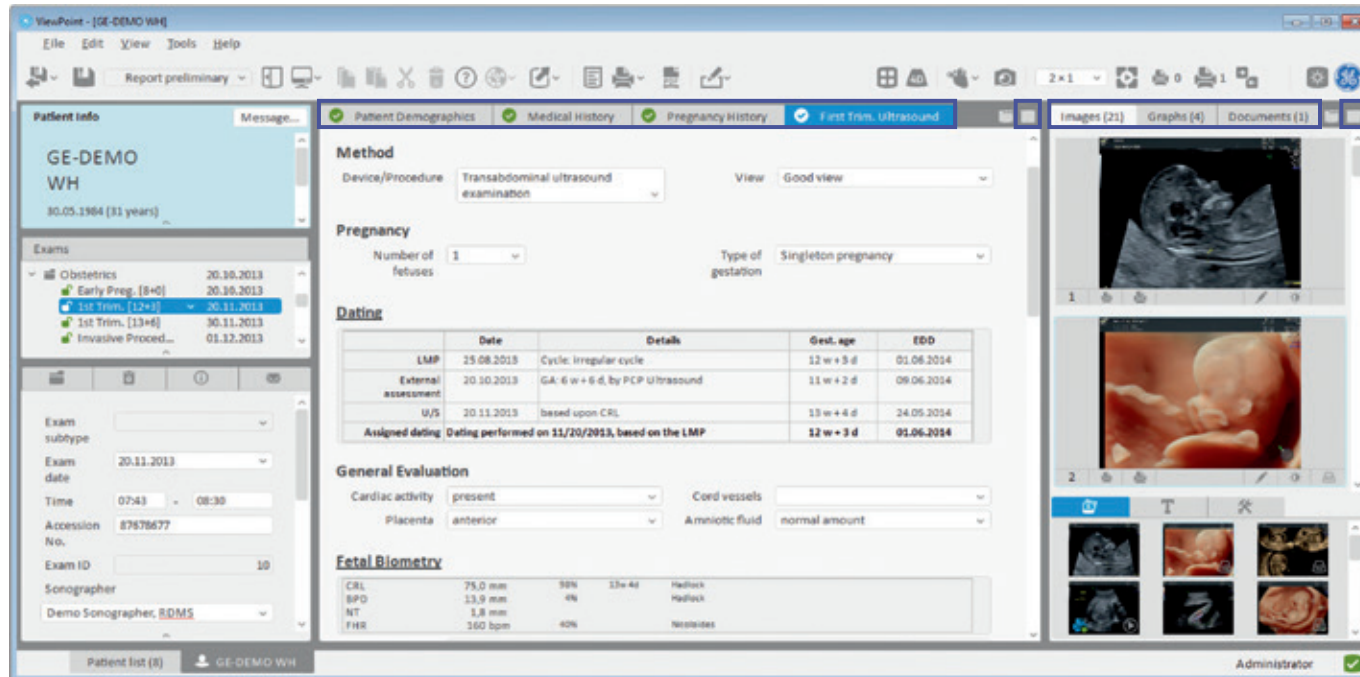 ViewPoint - [GE-DEMO WH]
File Edit View Tools Help
Report preliminary
4D
2×1
0
1
Patient Info Message...
GE-DEMO
WH
30.05.1984 (31 years)
Exams
Obstetrics 20.10.2013
Early Preg. [8+0] 20.10.2013
1st Trim. [12+3] 20.11.2013
1st Trim. [13+6] 30.11.2013
Invasive Proced... 01.12.2013
Exam
subtype
Exam
date 20.11.2013
Time 07:43 - 08:30
Accession
No. 87678677
Exam ID 10
Sonographer
Demo Sonographer, RDMS
Patient list (8) GE-DEMO WH
Patient Demographics Medical History Pregnancy History First Trim. Ultrasound
Method
Device/Procedure Transabdominal ultrasound
examination
View Good view
Pregnancy
Number of
fetuses 1
Type of
gestation Singleton pregnancy
Dating
Date Details Gest. age EDD
LMP 25.08.2013 Cycle: irregular cycle 12 w + 3 d 01.06.2014
External
assessment 20.10.2013 GA: 6 w + 6 d, by PCP Ultrasound 11 w + 2 d 09.06.2014
U/S 20.11.2013 based upon CRL 13 w + 4 d 24.05.2014
Assigned dating Dating performed on 11/20/2013, based on the LMP 12 w + 3 d 01.06.2014
General Evaluation
Cardiac activity present Cord vessels
Placenta anterior Amniotic fluid normal amount
Fetal Biometry
CRL 75,0 mm 98% 13w 4d Hadlock
BPD 13,9 mm 4% Hadlock
NT 1,8 mm
FHR 160 bpm 40% Nicolaides
Images (21) Graphs (4) Documents (1)
1
2
T
Administrator